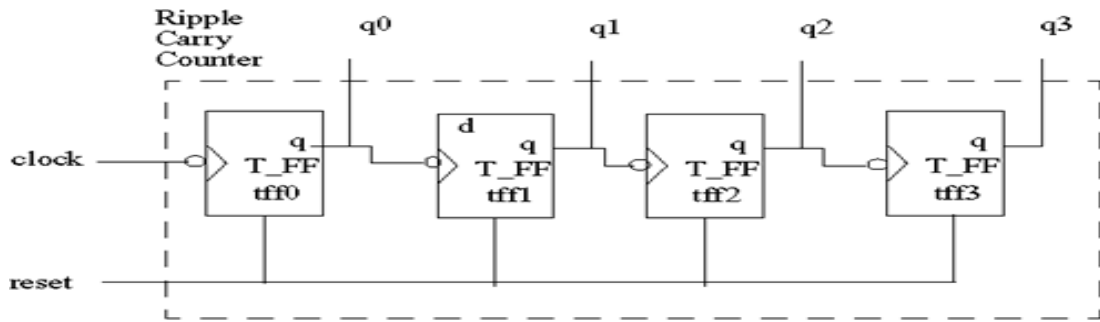 Ripple
Carry
Counter
q0
q1
q2
q3
clock
q
T_FF
tff0
d
q
T_FF
tff1
q
T_FF
tff2
q
T_FF
tff3
reset